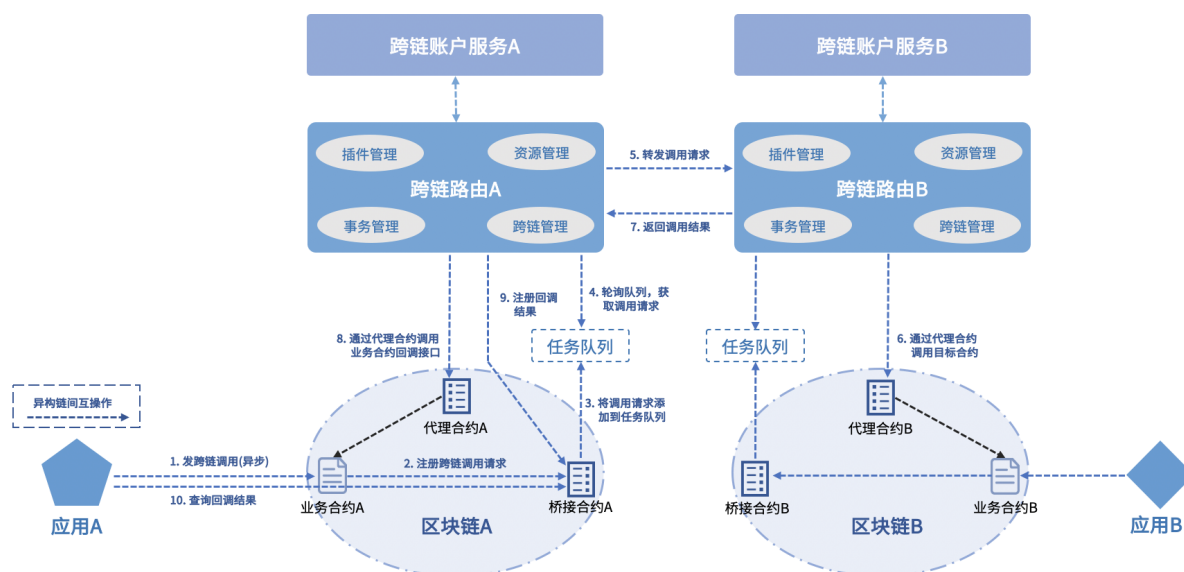 跨链账户服务A
跨链账户服务B
插件管理
资源管理
跨链路由A
事务管理
跨链管理
5. 转发调用请求
7. 返回调用结果
插件管理
资源管理
跨链路由B
事务管理
跨链管理
9. 注册回调
结果
4. 轮询队列，获
取调用请求
8. 通过代理合约调用
业务合约回调接口
任务队列
任务队列
6. 通过代理合约
调用目标合约
异构链间互操作
代理合约A
3. 将调用请求添
加到任务队列
代理合约B
1. 发跨链调用(异步)
2. 注册跨链调用请求
10. 查询回调结果
业务合约A
桥接合约A
桥接合约B
业务合约B
应用A
区块链A
区块链B
应用B